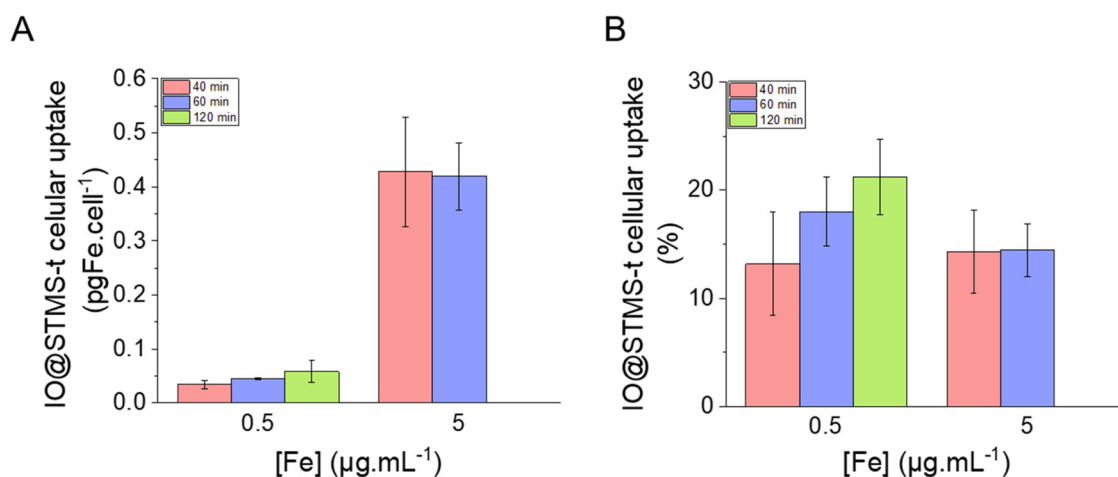 A
IO@STMS-t celular uptake
(pgFe.cell⁻¹)
0.6
0.5
0.4
0.3
0.2
0.1
0.0
40 min
60 min
120 min
0.5
5
[Fe] (µg.mL⁻¹)
B
IO@STMS-t cellular uptake
(%)
30
20
10
0
40 min
60 min
120 min
0.5
5
[Fe] (µg.mL⁻¹)